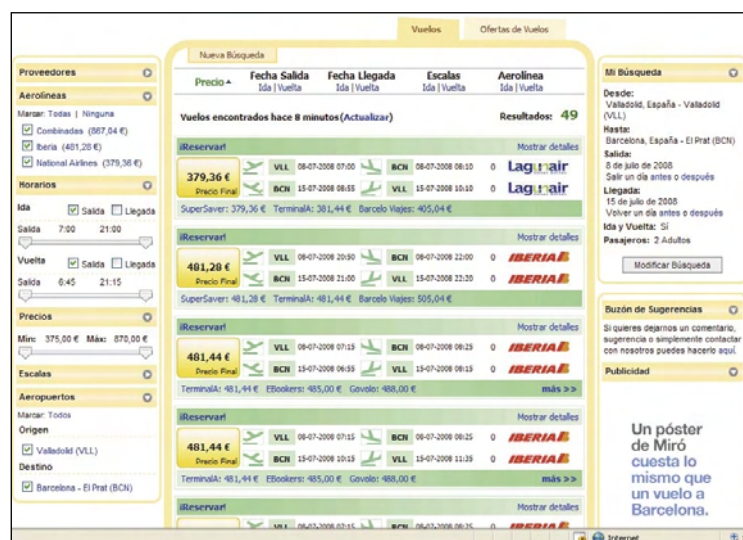 Vuelos
Ofertas de Vuelos
Nueva Búsqueda
Proveedores
Aerolíneas
Marcar: Todas | Ninguna
Combinadas (867,04 €)
Iberia (481,28 €)
National Airlines (379,36 €)
Horarios
Ida Salida Llegada
Salida 7:00 21:00
Vuelta Salida Llegada
Salida 6:45 21:15
Precios
Mín: 375,00 € Máx: 870,00 €
Escalas
Aeropuertos
Marcar: Todos
Origen
Valladolid (VLL)
Destino
Barcelona - El Prat (BCN)
Precio Fecha Salida Fecha Llegada Escalas Aerolínea
Ida | Vuelta Ida | Vuelta Ida | Vuelta Ida | Vuelta
Vuelos encontrados hace 8 minutos (Actualizar) Resultados: 49
¡Reservar! Mostrar detalles
379,36 €
Precio Final
VLL 08-07-2008 07:00 BCN 08-07-2008 08:10 0 Lagunair
BCN 15-07-2008 08:55 VLL 15-07-2008 10:10 0 Lagunair
SuperSaver: 379,36 € TerminalA: 381,44 € Barcelo Viajes: 405,04 €
¡Reservar! Mostrar detalles
481,28 €
Precio Final
VLL 08-07-2008 20:50 BCN 08-07-2008 22:00 0 IBERIA
BCN 15-07-2008 21:00 VLL 15-07-2008 22:20 0 IBERIA
SuperSaver: 481,28 € TerminalA: 481,44 € Barcelo Viajes: 505,04 €
¡Reservar! Mostrar detalles
481,44 €
Precio Final
VLL 08-07-2008 07:15 BCN 08-07-2008 08:25 0 IBERIA
BCN 15-07-2008 06:55 VLL 15-07-2008 08:15 0 IBERIA
TerminalA: 481,44 € EBookers: 485,00 € Govolo: 488,00 € más >>
¡Reservar! Mostrar detalles
481,44 €
Precio Final
VLL 08-07-2008 07:15 BCN 08-07-2008 08:25 0 IBERIA
BCN 15-07-2008 10:15 VLL 15-07-2008 11:35 0 IBERIA
TerminalA: 481,44 € EBookers: 485,00 € Govolo: 488,00 € más >>
¡Reservar! Mostrar detalles
VLL 08-07-2008 07:15 BCN 08-07-2008 08:25 0 IBERIA
Mi Búsqueda
Desde:
Valladolid, España - Valladolid
(VLL)
Hasta:
Barcelona, España - El Prat (BCN)
Salida:
8 de julio de 2008
Salir un día antes o después
Llegada:
15 de julio de 2008
Volver un día antes o después
Ida y Vuelta: Sí
Pasajeros: 2 Adultos
Modificar Búsqueda
Buzón de Sugerencias
Si quieres dejarnos un comentario,
sugerencia o simplemente contactar
con nosotros puedes hacerlo aquí.
Publicidad
Un póster
de Miró
cuesta lo
mismo que
un vuelo a
Barcelona.
Internet